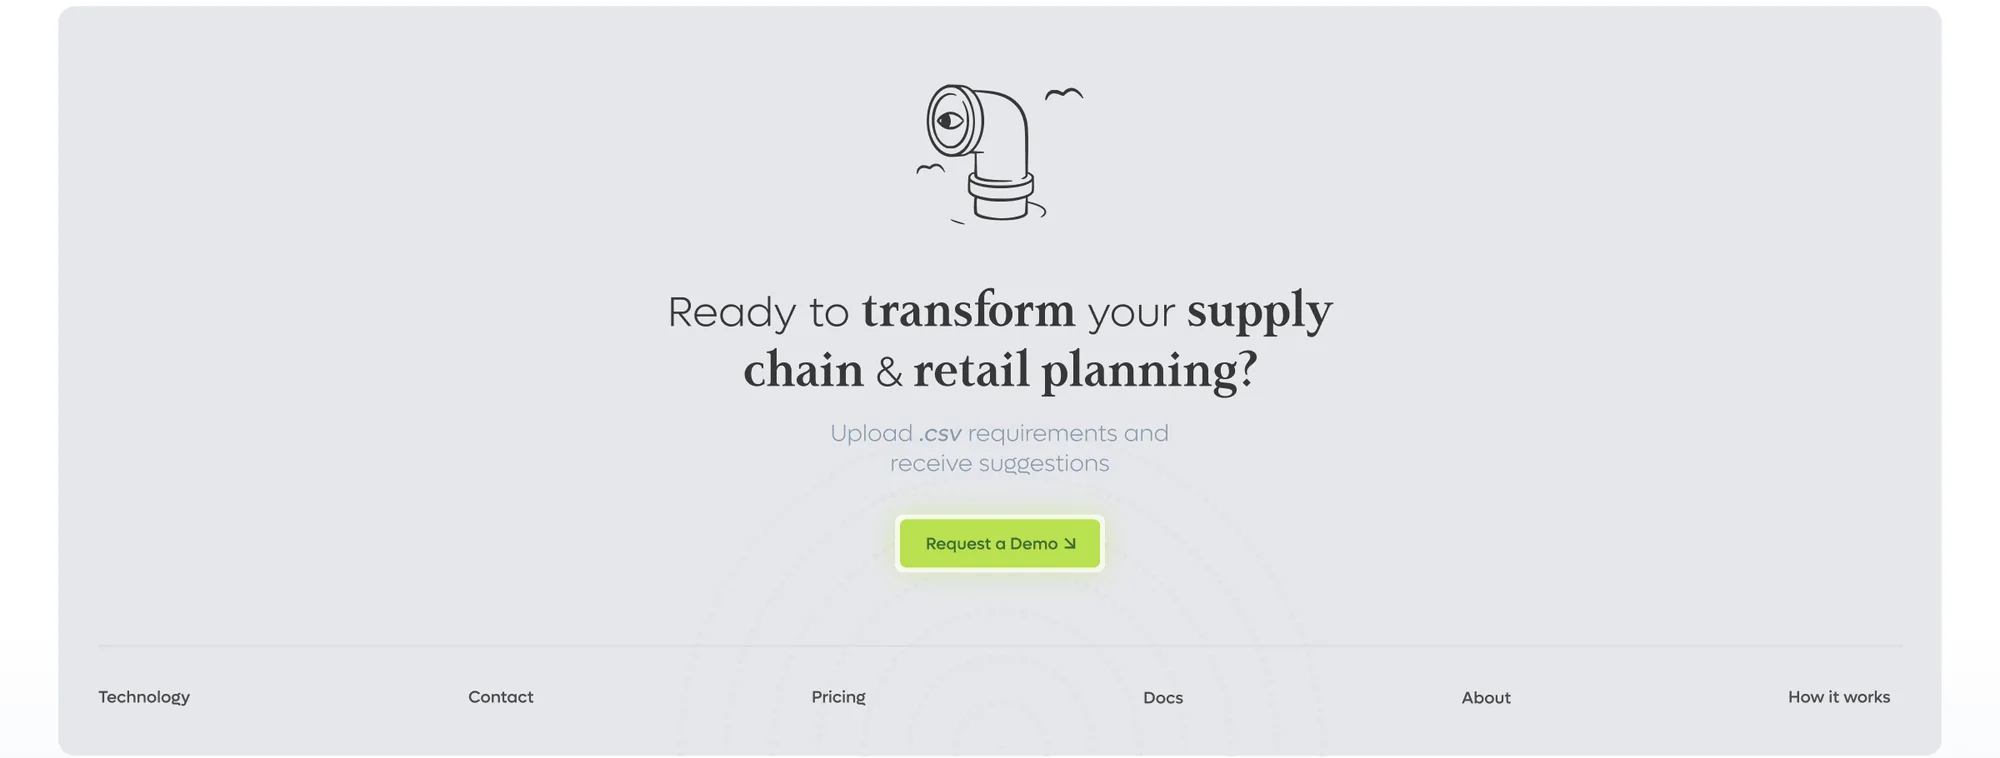 Ready to transform your supply
chain & retail planning?
Upload .csv requirements and
receive suggestions
Request a Demo
Technology
Contact
Pricing
Docs
About
How it works